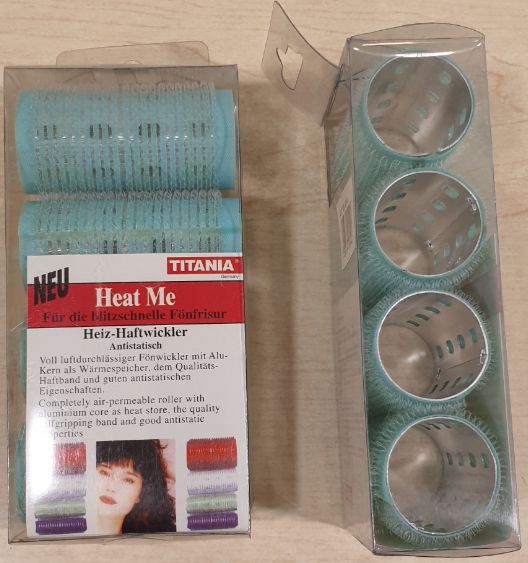 TITANIA®
Germany
NEU
Heat Me
Für die blitzschnelle Fönfrisur
Heiz-Haftwickler
Antistatisch
Voll luftdurchlässiger Fönwickler mit Alu-
Kern als Wärmespeicher, dem Qualitäts-
Haftband und guten antistatischen
Eigenschaften.
Completely air-permeable roller with
aluminium core as heat store, the quality
selfgripping band and good antistatic
properties